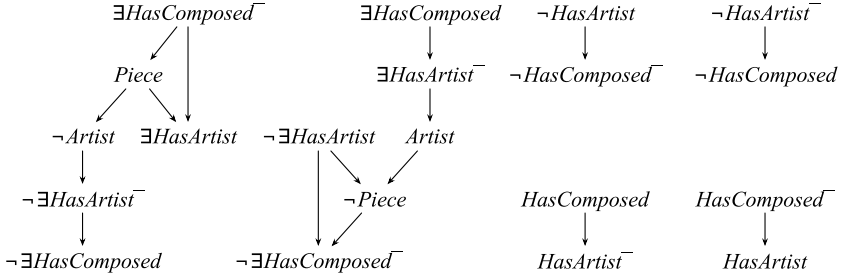 ∃HasComposed⁻ ∃HasComposed ¬HasArtist ¬HasArtist⁻
Piece ∃HasArtist⁻ ¬HasComposed⁻ ¬HasComposed
¬Artist ∃HasArtist ¬∃HasArtist Artist
¬∃HasArtist⁻ ¬Piece HasComposed HasComposed⁻
¬∃HasComposed ¬∃HasComposed⁻ HasArtist⁻ HasArtist